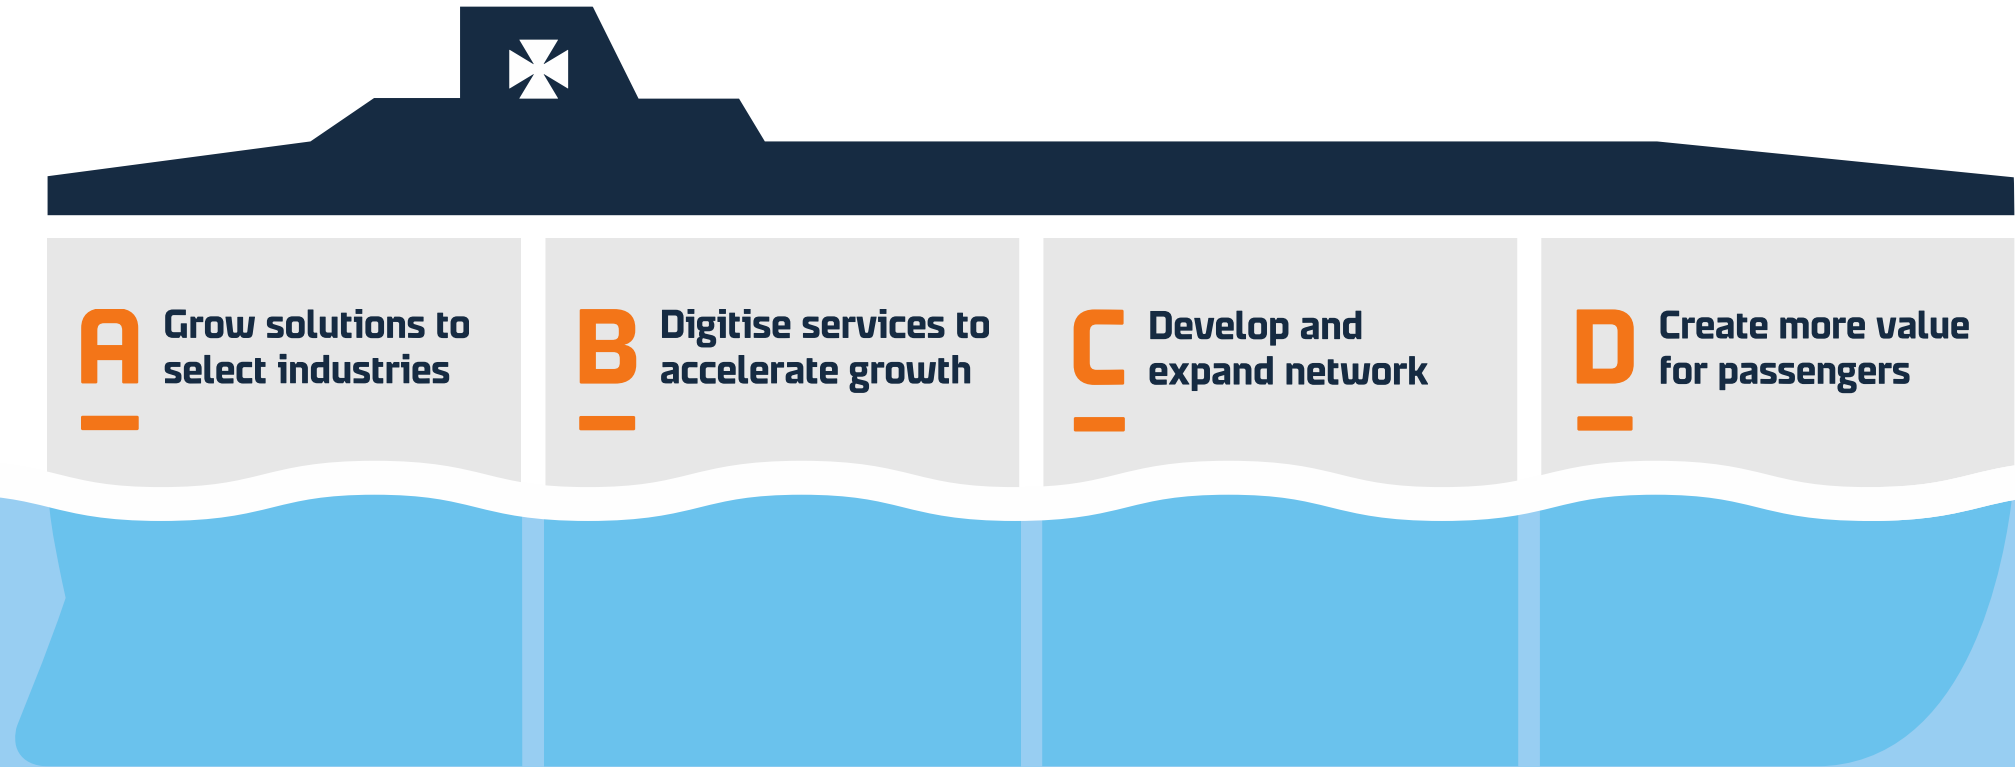 A
Grow solutions to
select industries
B
Digitise services to
accelerate growth
C
Develop and
expand network
D
Create more value
for passengers